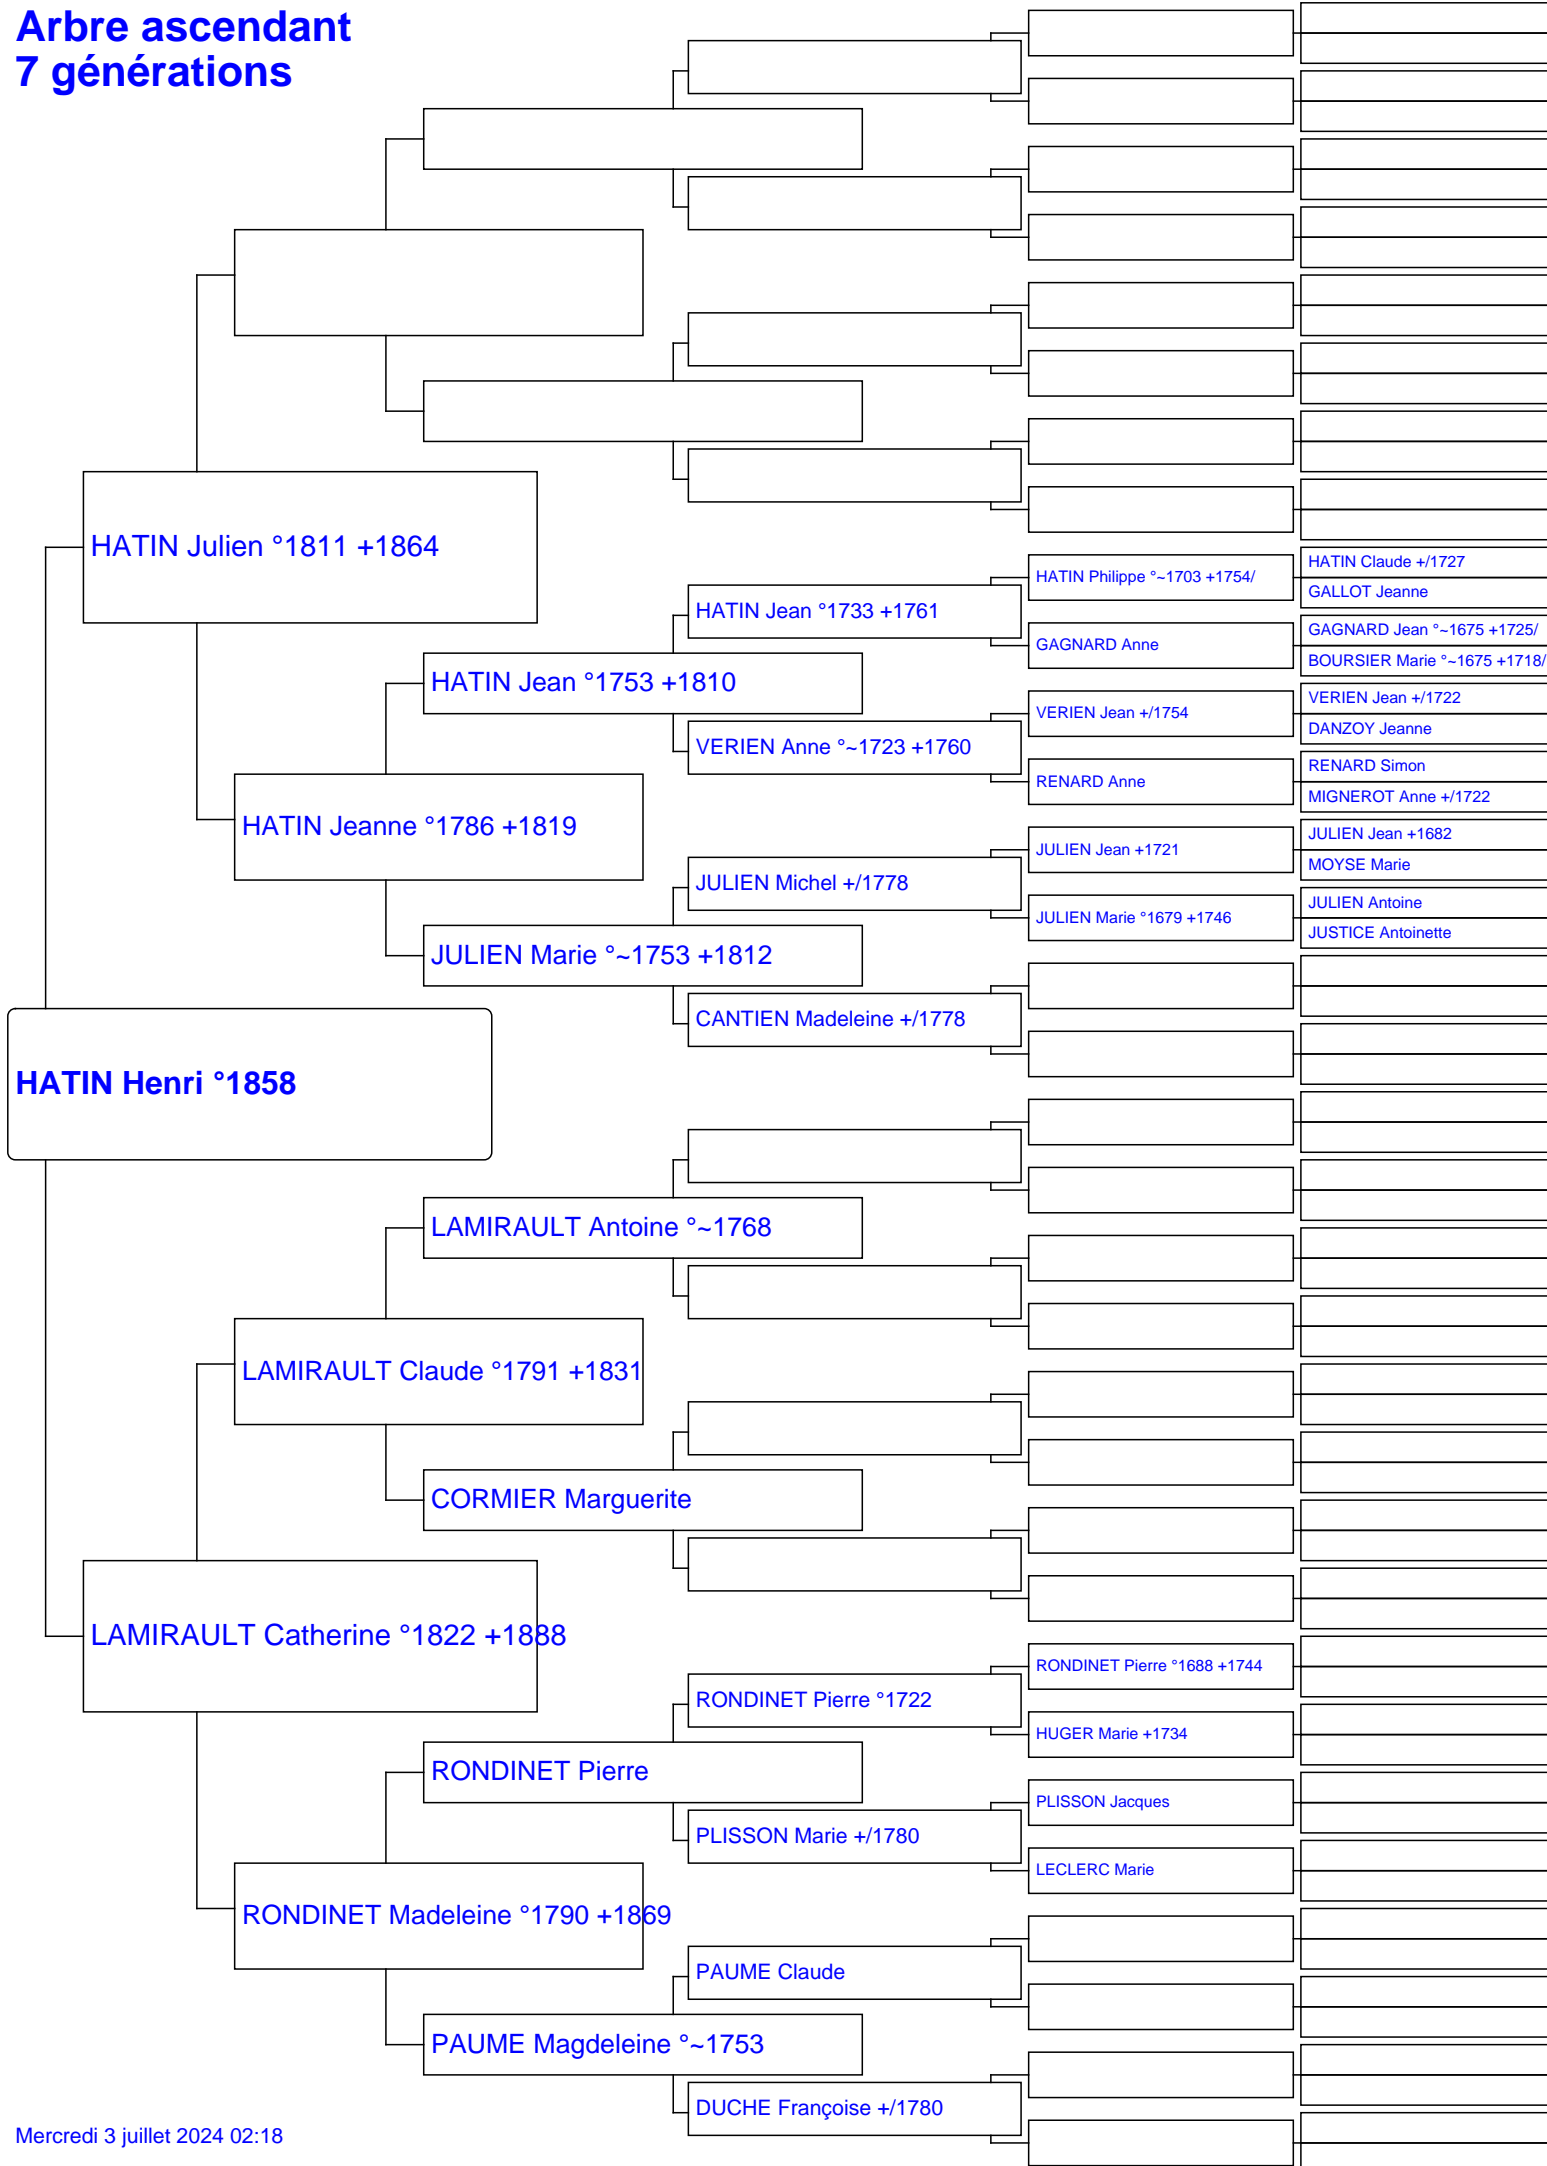 Arbre ascendant
7 générations
HATIN Julien °1811 +1864
HATIN Claude +/1727
HATIN Philippe °~1703 +1754/
GALLOT Jeanne
HATIN Jean °1733 +1761
GAGNARD Jean °~1675 +1725/
GAGNARD Anne
BOURSIER Marie °~1675 +1718/
HATIN Jean °1753 +1810
VERIEN Jean +/1722
VERIEN Jean +/1754
DANZOY Jeanne
VERIEN Anne °~1723 +1760
RENARD Simon
RENARD Anne
MIGNEROT Anne +/1722
HATIN Jeanne °1786 +1819
JULIEN Jean +1682
JULIEN Jean +1721
MOYSE Marie
JULIEN Michel +/1778
JULIEN Antoine
JULIEN Marie °1679 +1746
JUSTICE Antoinette
JULIEN Marie °~1753 +1812
CANTIEN Madeleine +/1778
HATIN Henri °1858
LAMIRAULT Antoine °~1768
LAMIRAULT Claude °1791 +1831
CORMIER Marguerite
LAMIRAULT Catherine °1822 +1888
RONDINET Pierre °1688 +1744
RONDINET Pierre °1722
HUGER Marie +1734
RONDINET Pierre
PLISSON Jacques
PLISSON Marie +/1780
LECLERC Marie
RONDINET Madeleine °1790 +1869
PAUME Claude
PAUME Magdeleine °~1753
DUCHE Françoise +/1780
Mercredi 3 juillet 2024 02:18